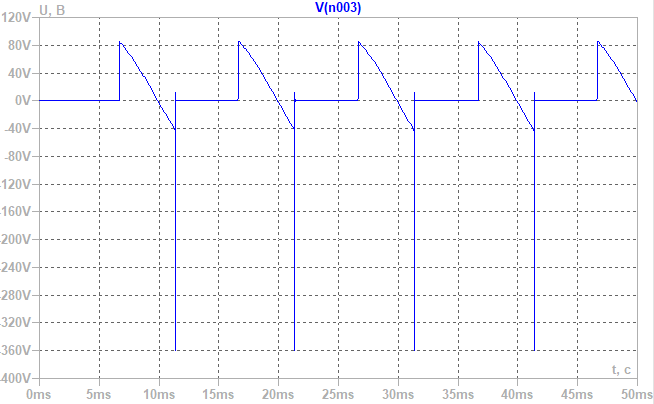 V(n003)
U, В
120V
80V
40V
0V
-40V
-80V
-120V
-160V
-200V
-240V
-280V
-320V
-360V
-400V
0ms 5ms 10ms 15ms 20ms 25ms 30ms 35ms 40ms 45ms 50ms
t, с